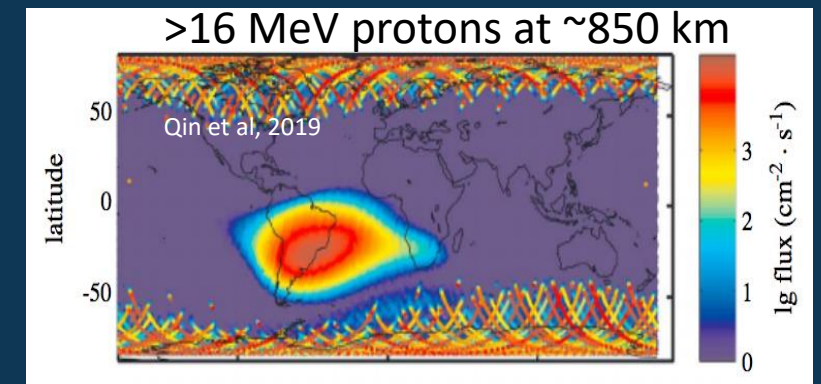 >16 MeV protons at ~850 km
Qin et al, 2019
latitude
50
0
-50
3
2
1
0
lg flux (cm⁻² · s⁻¹)